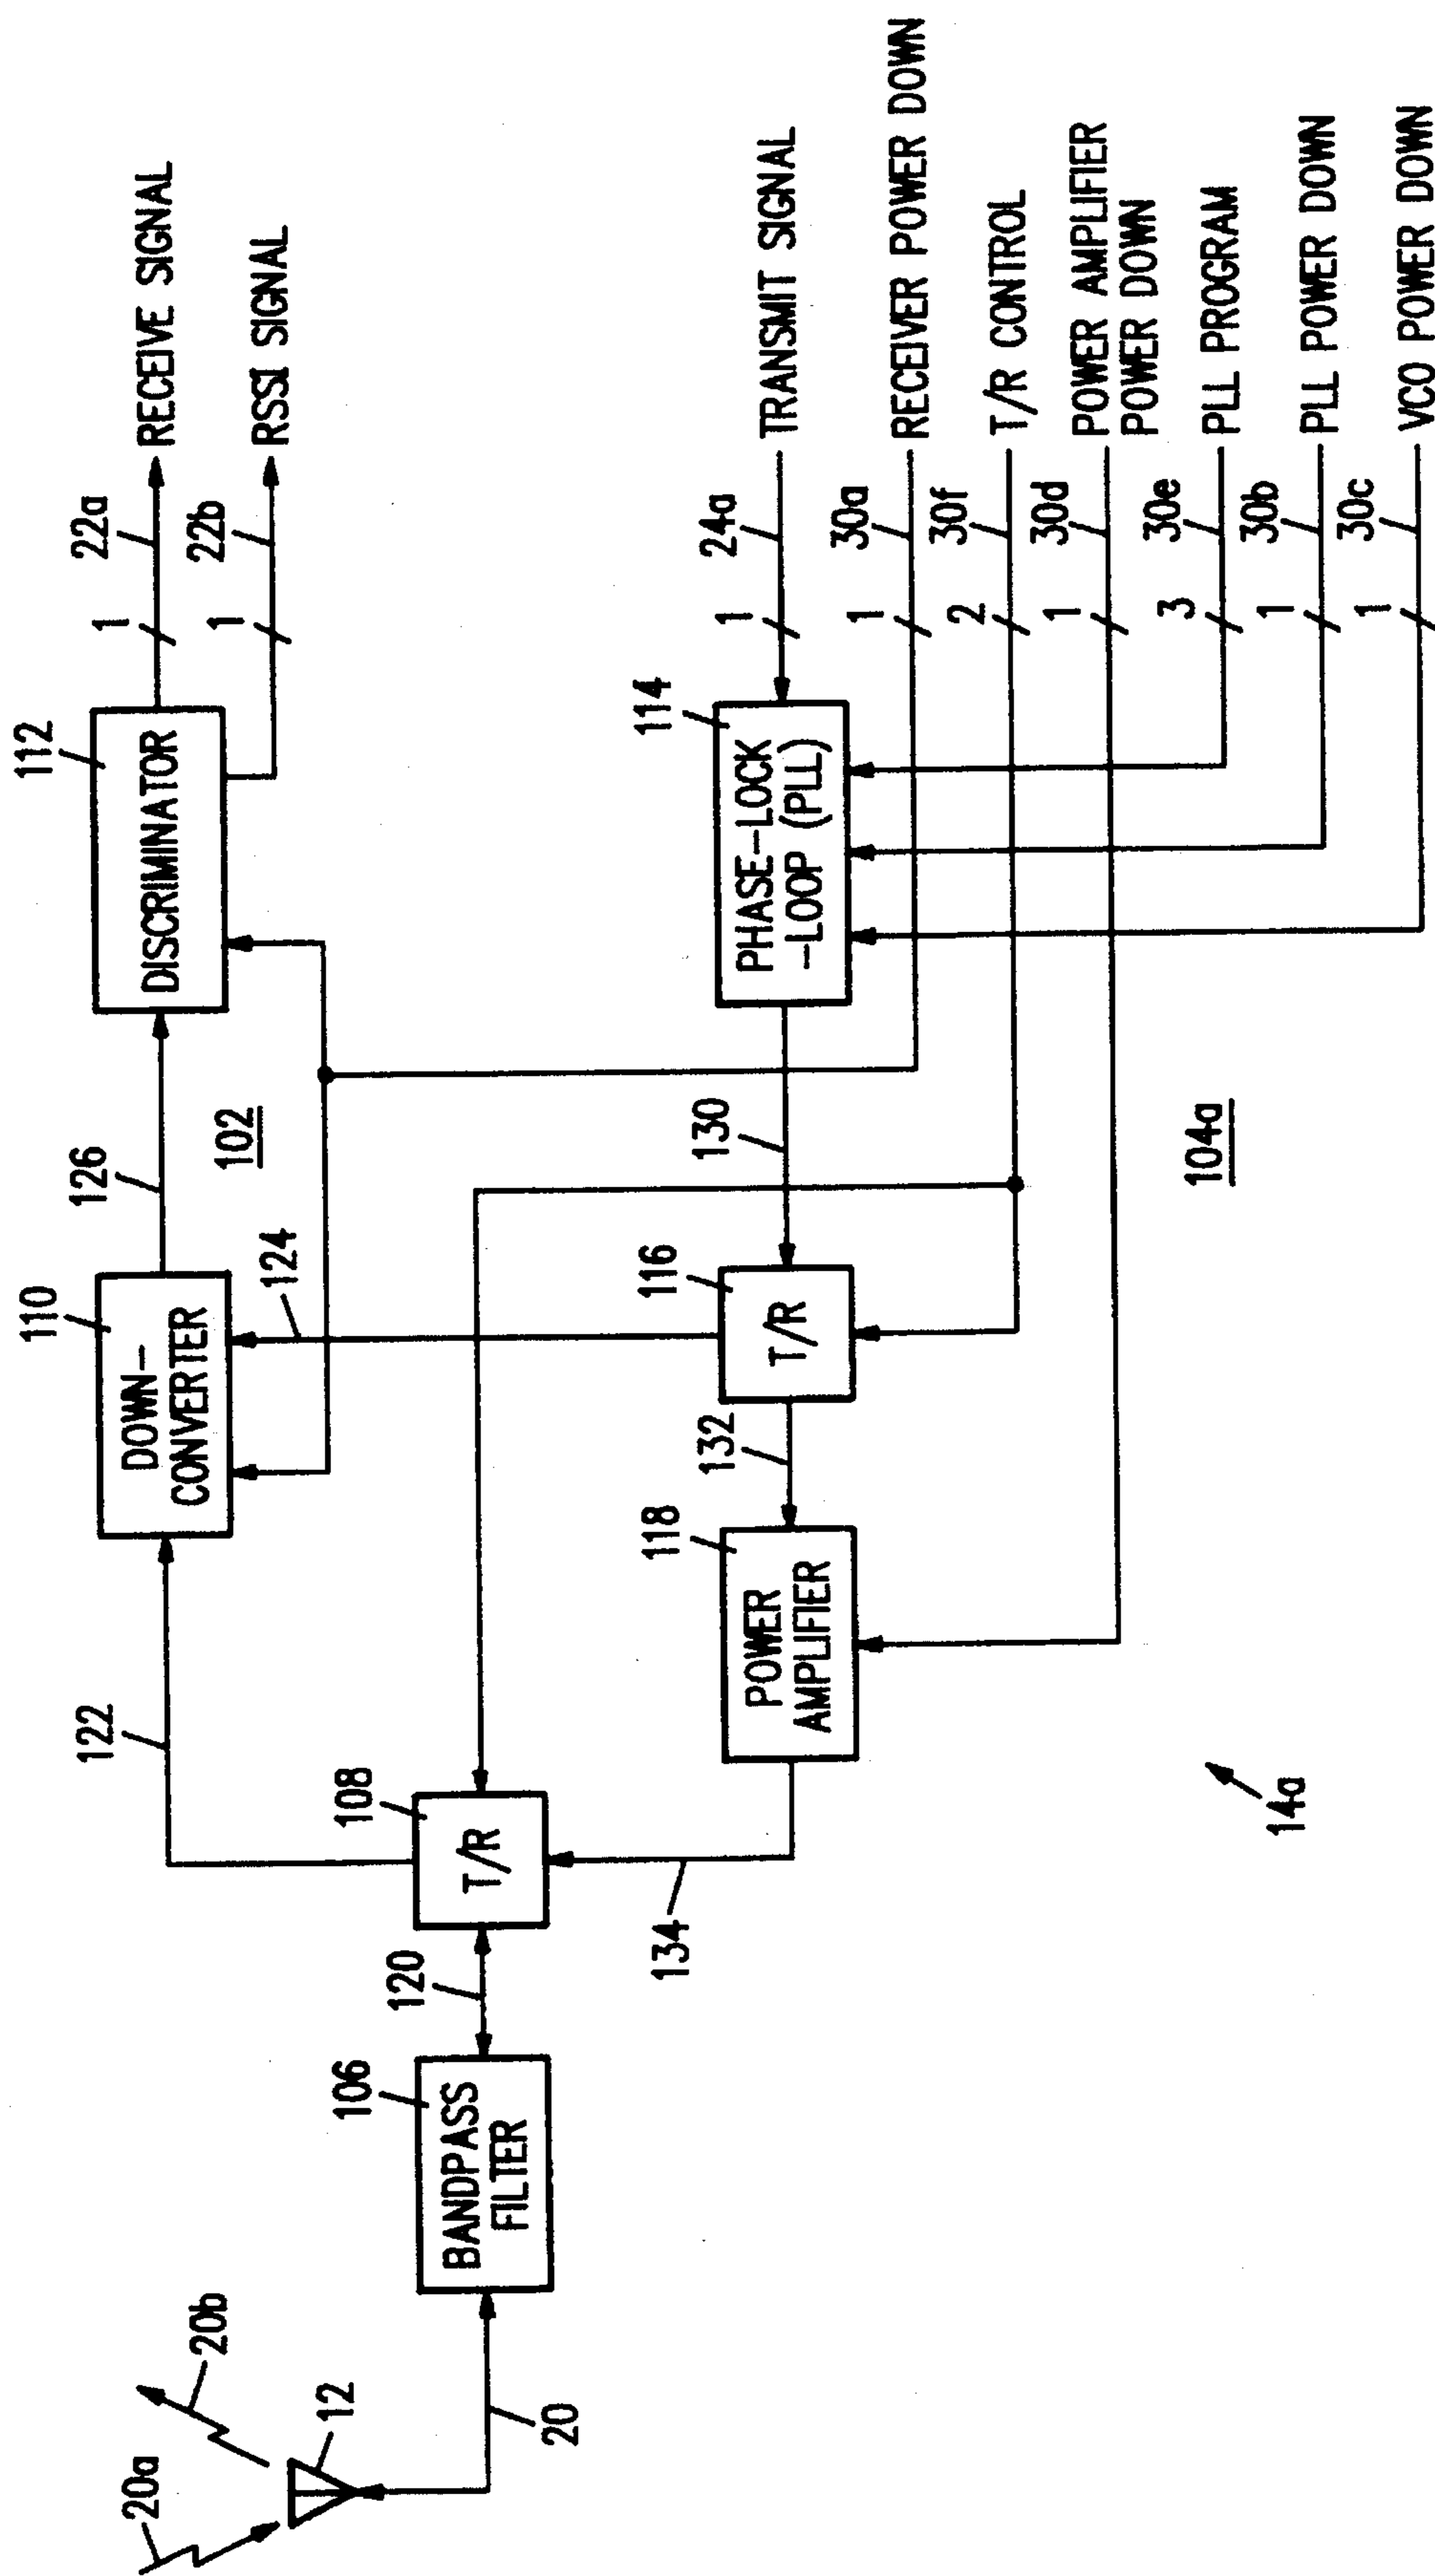 112
22a
DISCRIMINATOR
1
RECEIVE SIGNAL
22b
1
RSSI SIGNAL
110
126
DOWN-
CONVERTER
102
124
122
20a
20b
12
20
106
BANDPASS
FILTER
120
108
T/R
134
118
POWER
AMPLIFIER
132
116
T/R
130
114
PHASE-LOCK
-LOOP (PLL)
24a
1
TRANSMIT SIGNAL
30a
1
RECEIVER POWER DOWN
30f
2
T/R CONTROL
30d
1
POWER AMPLIFIER
POWER DOWN
30e
3
PLL PROGRAM
30b
1
PLL POWER DOWN
30c
1
VCO POWER DOWN
104a
14a